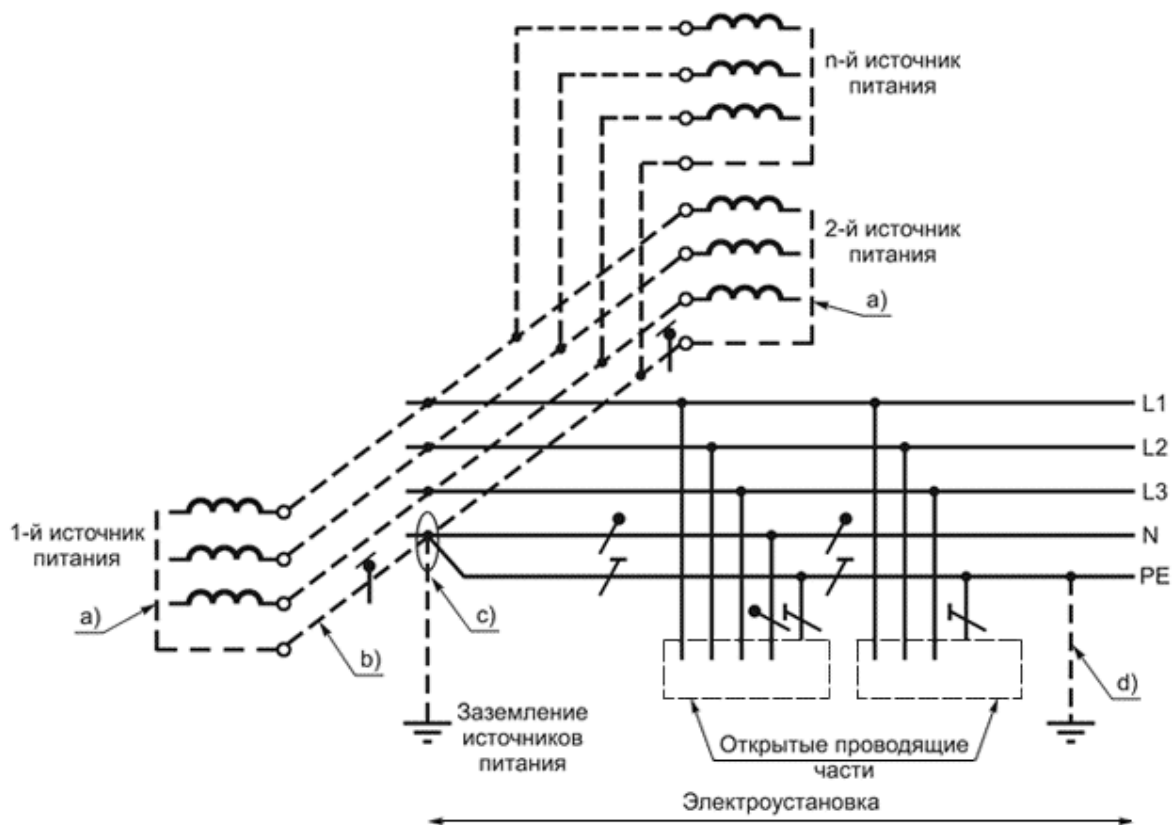 n-й источник
питания
2-й источник
питания
a)
L1
L2
L3
N
PE
1-й источник
питания
a)
b)
c)
d)
Заземление
источников
питания
Открытые проводящие
части
Электроустановка